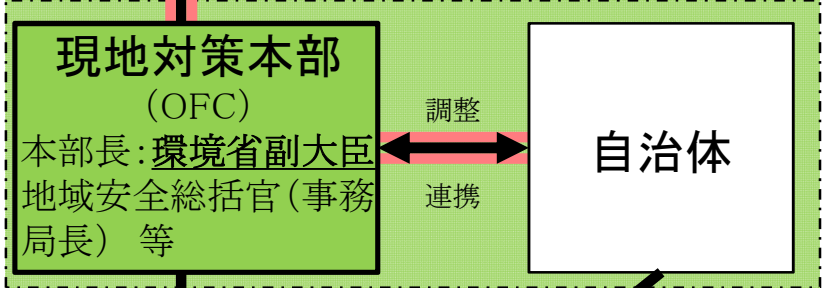 現地対策本部
（OFC）
本部長：環境省副大臣
地域安全総括官（事務
局長） 等
調整
連携
自治体